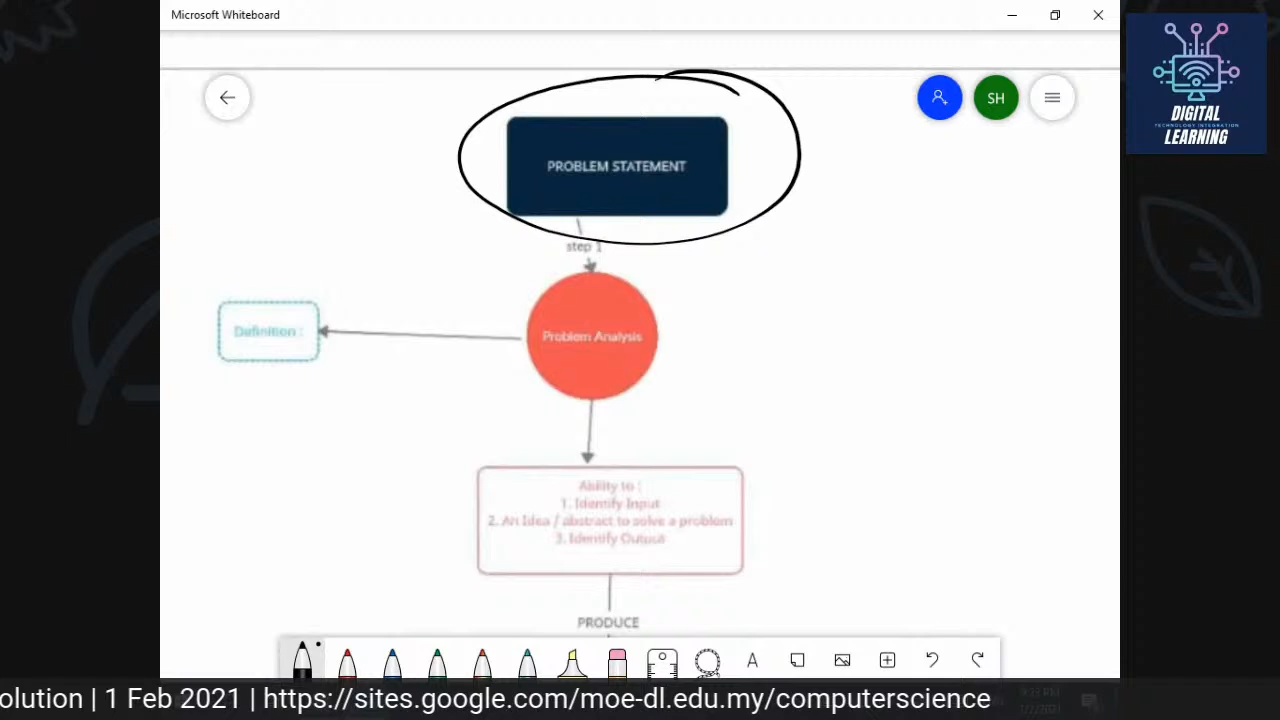 Microsoft Whiteboard
SH
DIGITAL
TECHNOLOGY INTEGRATION
LEARNING
PROBLEM STATEMENT
step 1
Definition :
Problem Analysis
Ability to :
1. Identify Input
2. An Idea / abstract to solve a problem
3. Identify Output
PRODUCE
A
olution | 1 Feb 2021 | https://sites.google.com/moe-dl.edu.my/computerscience